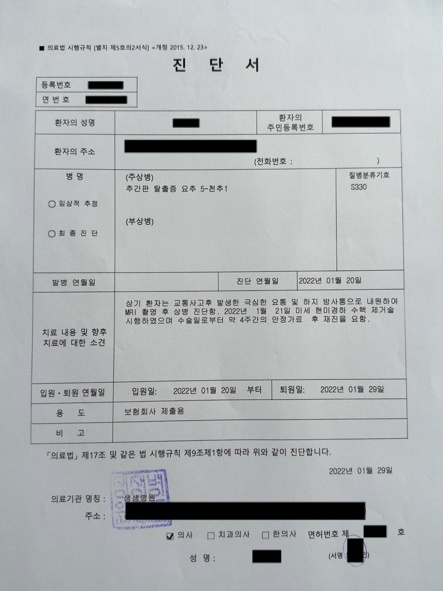 ■ 의료법 시행규칙 [별지 제5호의2서식] <개정 2015. 12. 23>
진 단 서
등록번호
연 번 호
환자의 성명
환자의 주민등록번호
환자의 주소
(전화번호 : )
병 명
○ 임상적 추정
○ 최 종 진 단
(주상병)
추간판 탈출증 요추 5-천추1
(부상병)
질병분류기호
S330
발병 연월일
진단 연월일
2022년 01월 20일
치료 내용 및 향후
치료에 대한 소견
상기 환자는 교통사고후 발생한 극심한 요통 및 하지 방사통으로 내원하여
MRI 촬영 후 상병 진단함. 2022년 1월 21일 미세 현미경하 수핵 제거술
시행하였으며 수술일로부터 약 4주간의 안정가료 후 재진을 요함.
입원·퇴원 연월일
입원일: 2022년 01월 20일 부터
퇴원일: 2022년 01월 29일
용 도
보험회사 제출용
비 고
「의료법」제17조 및 같은 법 시행규칙 제9조제1항에 따라 위와 같이 진단합니다.
2022년 01월 29일
의료기관 명칭 :
주소 :
☑ 의사 □ 치과의사 □ 한의사 면허번호 제 호
성 명 :
(서명